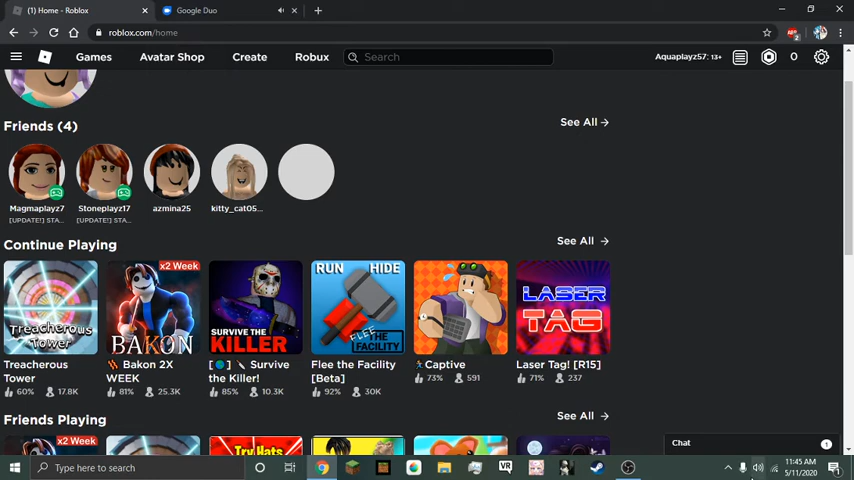 (1) Home - Roblox
Google Duo
roblox.com/home
Games
Avatar Shop
Create
Robux
Search
Aquaplayz57: 13+
0
Friends (4)
See All
Magmaplayz7
Stoneplayz17
azmina25
kitty_cat05...
[UPDATE!] STA...
[UPDATE!] STA...
Continue Playing
See All
Treacherous
Tower
x2 Week
BAKON
SURVIVE THE
KILLER
RUN HIDE
FLEE
THE
FACILITY
LASER
TAG
Treacherous
Tower
60% 17.8K
Bakon 2X
WEEK
81% 25.3K
[ ] Survive
the Killer!
85% 10.3K
Flee the Facility
[Beta]
92% 30K
Captive
73% 591
Laser Tag! [R15]
71% 237
Friends Playing
See All
x2 Week
Try Hats
Chat
1
Type here to search
VR
11:45 AM
5/11/2020